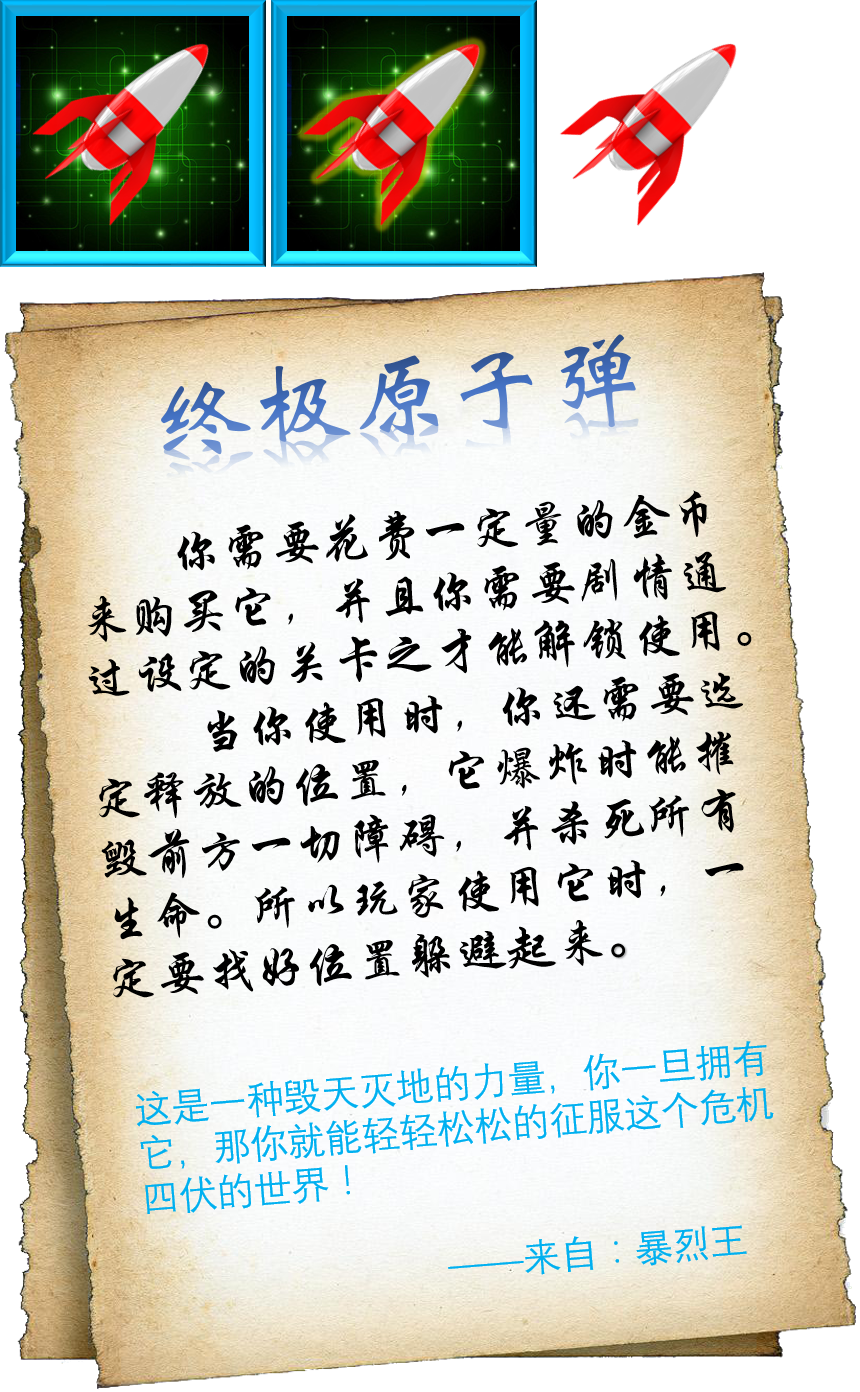 终极原子弹
你需要花费一定量的金币
来购买它，并且你需要剧情通
过设定的关卡之才能解锁使用。
当你使用时，你还需要选
定释放的位置，它爆炸时能摧
毁前方一切障碍，并杀死所有
生命。所以玩家使用它时，一
定要找好位置躲避起来。
这是一种毁天灭地的力量，你一旦拥有
它，那你就能轻轻松松的征服这个危机
四伏的世界！
——来自：暴烈王